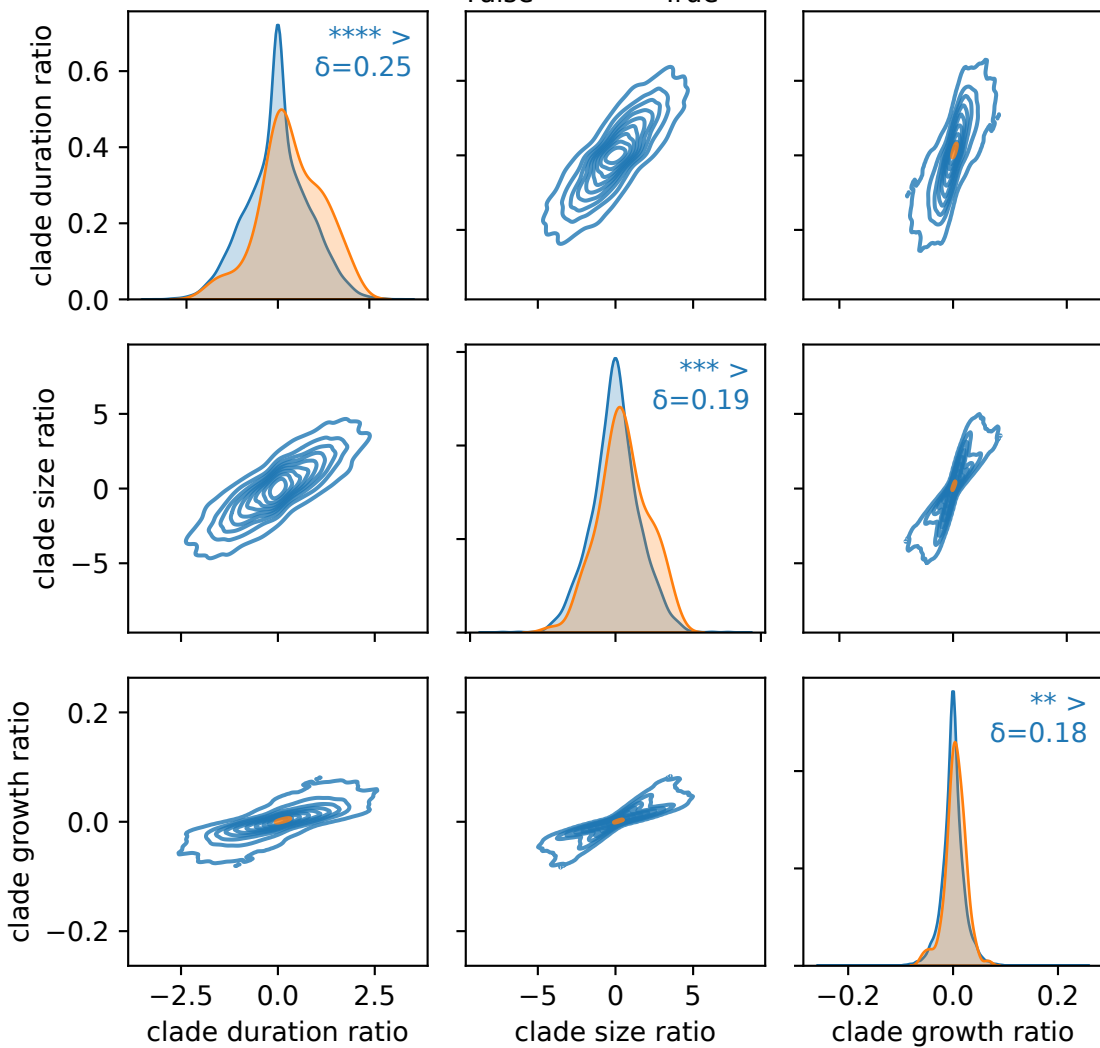 clade duration ratio
0.6
0.4
0.2
0.0
**** >
δ=0.25
clade size ratio
5
0
−5
*** >
δ=0.19
clade growth ratio
0.2
0.0
−0.2
** >
δ=0.18
−2.5 0.0 2.5
−5 0 5
−0.2 0.0 0.2
clade duration ratio
clade size ratio
clade growth ratio